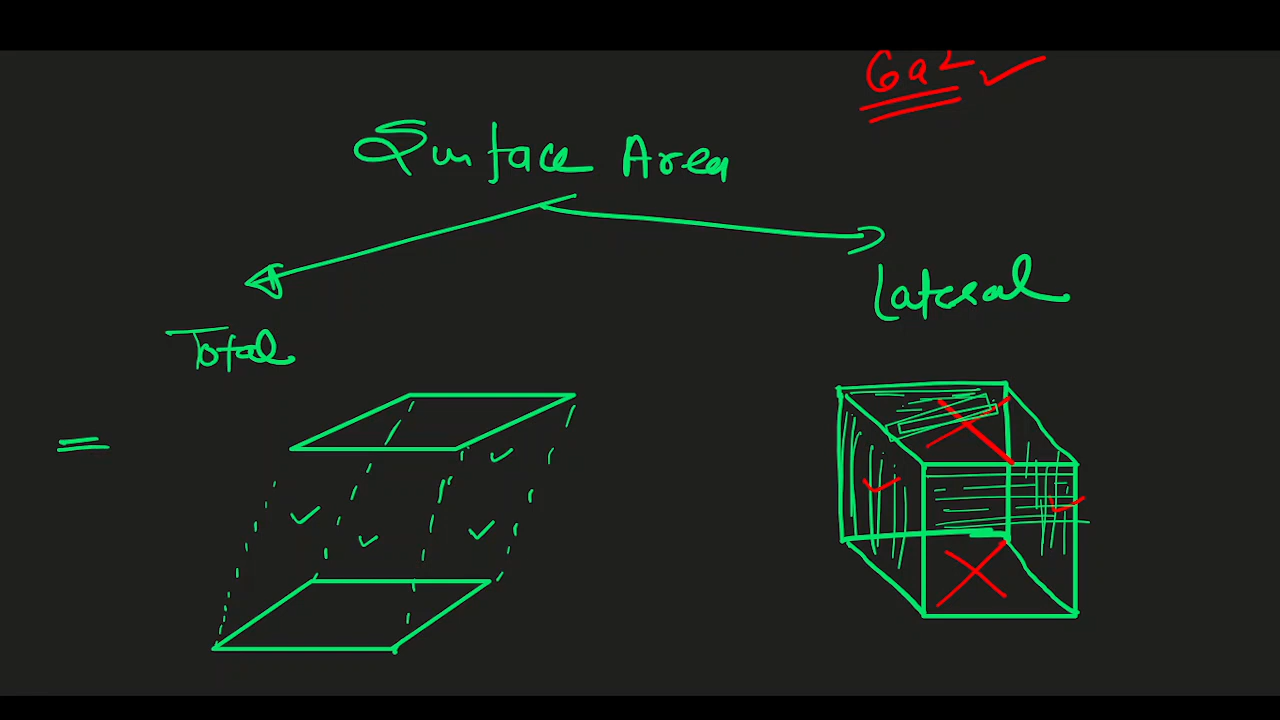 6a²
Surface Area
Lateral
Total
=